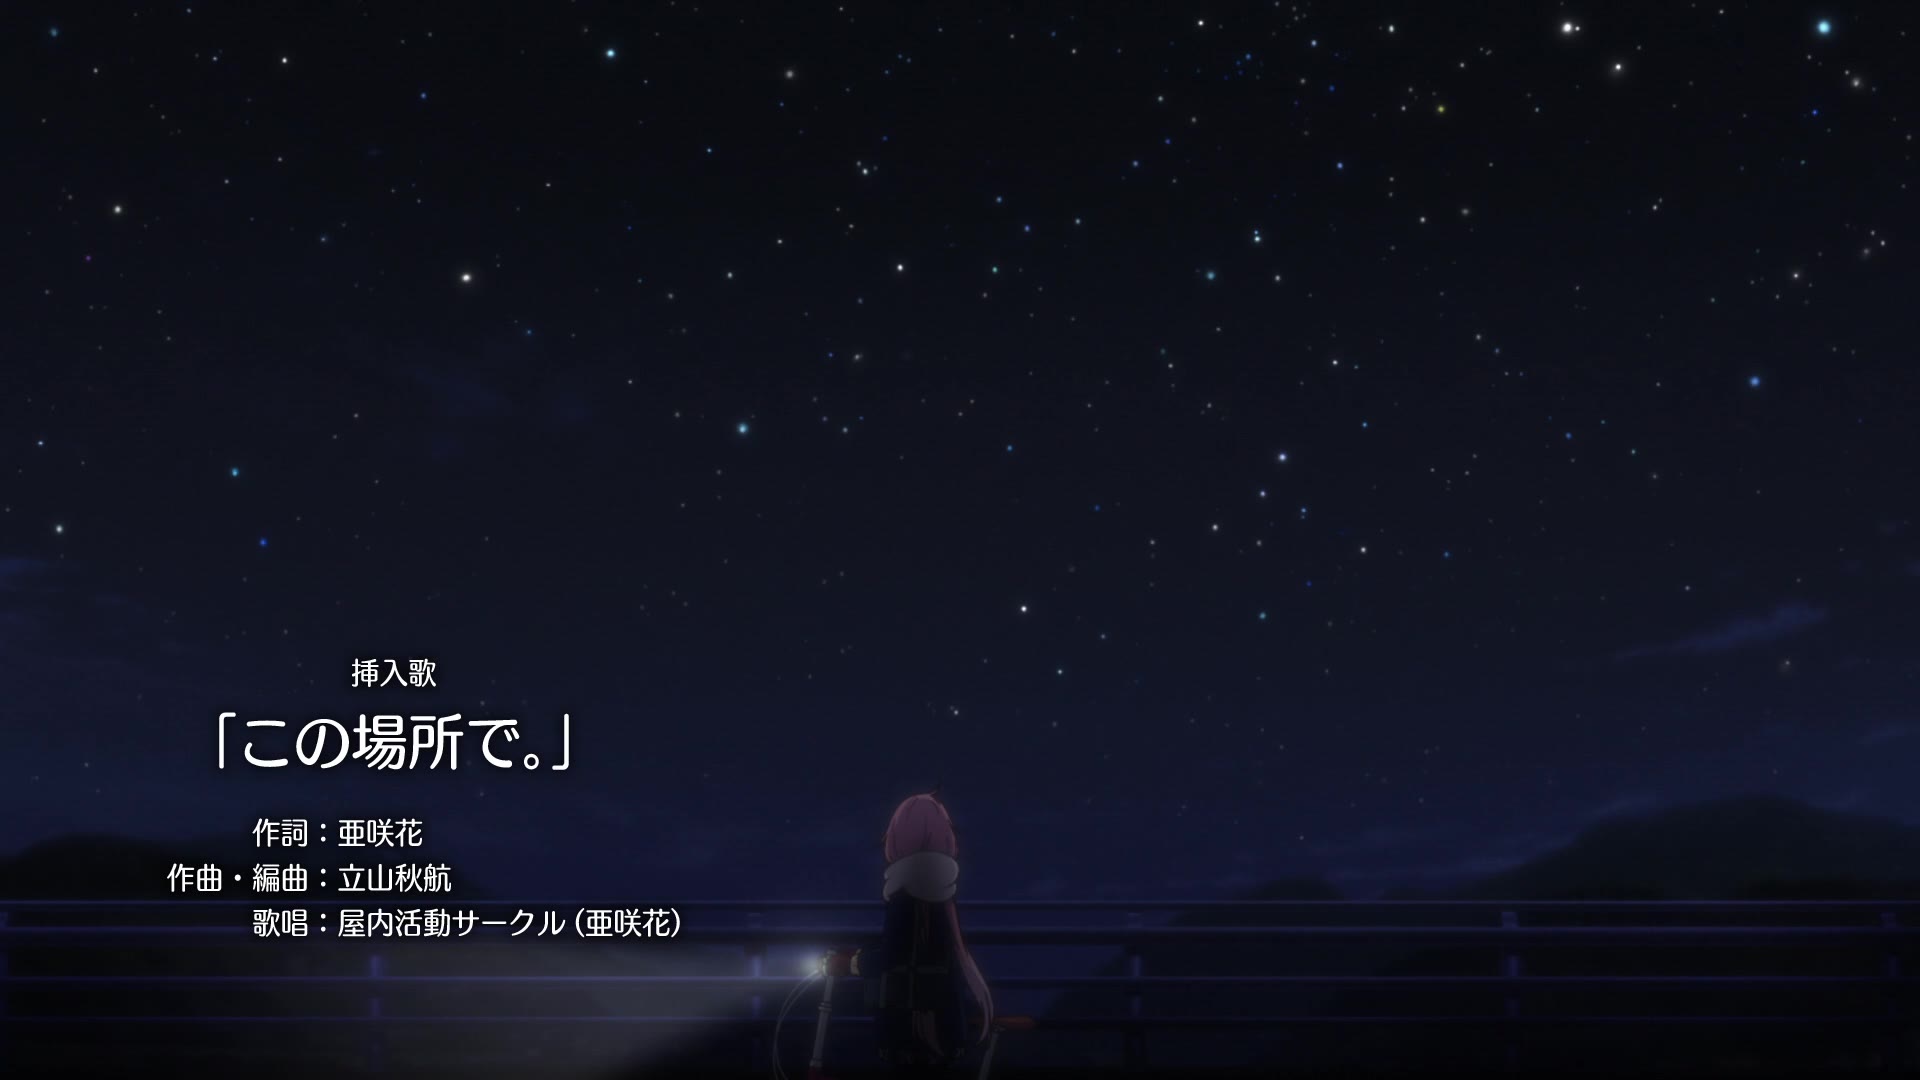 挿入歌
「この場所で。」
作詞：亜咲花
作曲・編曲：立山秋航
歌唱：屋内活動サークル（亜咲花）